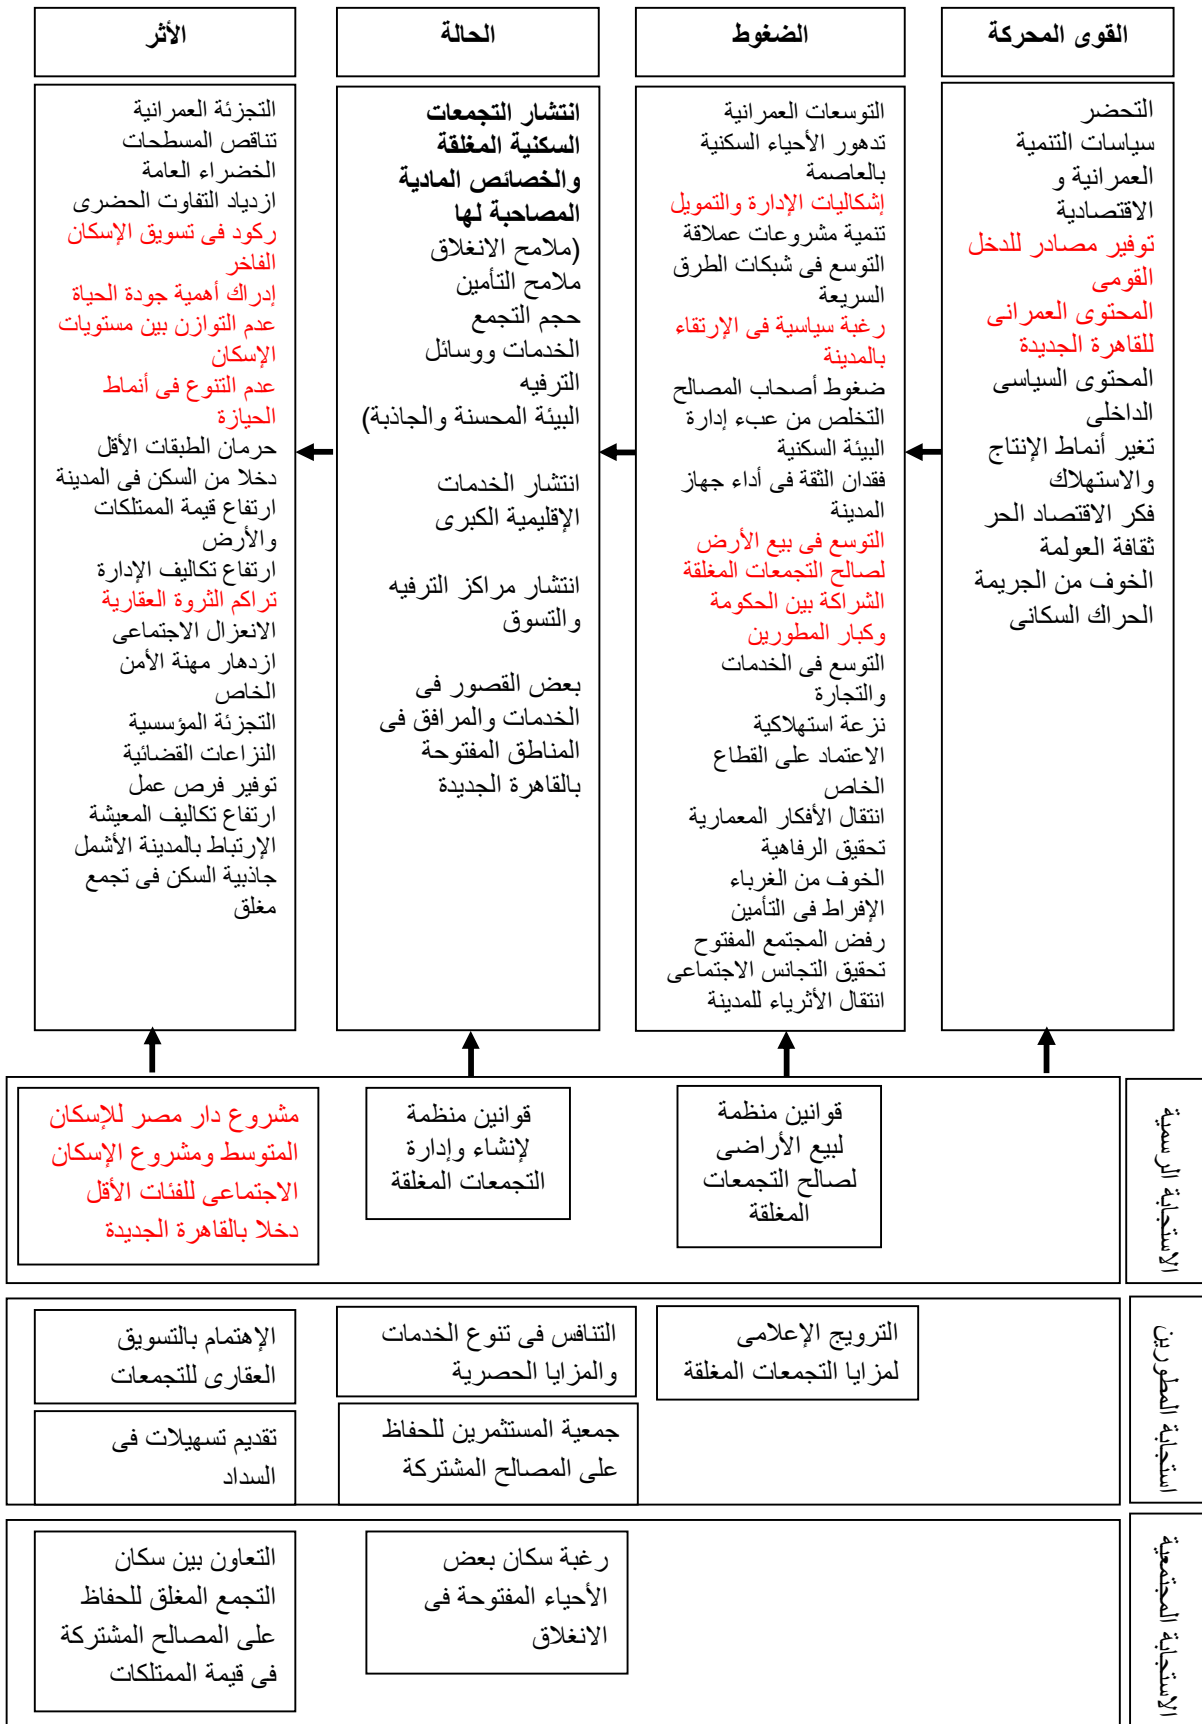 القوى المحركة
التحضر
سياسات التنمية
العمرانية و
الاقتصادية
توفير مصادر للدخل
القومى
المحتوى العمرانى
للقاهرة الجديدة
المحتوى السياسى
الداخلى
تغير أنماط الإنتاج
والاستهلاك
فكر الاقتصاد الحر
ثقافة العولمة
الخوف من الجريمة
الحراك السكانى
الضغوط
التوسعات العمرانية
تدهور الأحياء السكنية
بالعاصمة
إشكاليات الإدارة والتمويل
تنمية مشروعات عملاقة
التوسع فى شبكات الطرق
السريعة
رغبة سياسية فى الإرتقاء
بالمدينة
ضغوط أصحاب المصالح
التخلص من عبء إدارة
البيئة السكنية
فقدان الثقة فى أداء جهاز
المدينة
التوسع فى بيع الأرض
لصالح التجمعات المغلقة
الشراكة بين الحكومة
وكبار المطورين
التوسع فى الخدمات
والتجارة
نزعة استهلاكية
الاعتماد على القطاع
الخاص
انتقال الأفكار المعمارية
تحقيق الرفاهية
الخوف من الغرباء
الإفراط فى التأمين
رفض المجتمع المفتوح
تحقيق التجانس الاجتماعى
انتقال الأثرياء للمدينة
الحالة
انتشار التجمعات
السكنية المغلقة
والخصائص المادية
المصاحبة لها
(ملامح الانغلاق
ملامح التأمين
حجم التجمع
الخدمات ووسائل
الترفيه
البيئة المحسنة والجاذبة)
انتشار الخدمات
الإقليمية الكبرى
انتشار مراكز الترفيه
والتسوق
بعض القصور فى
الخدمات والمرافق فى
المناطق المفتوحة
بالقاهرة الجديدة
الأثر
التجزئة العمرانية
تناقص المسطحات
الخضراء العامة
ازدياد التفاوت الحضرى
ركود فى تسويق الإسكان
الفاخر
إدراك أهمية جودة الحياة
عدم التوازن بين مستويات
الإسكان
عدم التنوع فى أنماط
الحيازة
حرمان الطبقات الأقل
دخلا من السكن فى المدينة
ارتفاع قيمة الممتلكات
والأرض
ارتفاع تكاليف الإدارة
تراكم الثروة العقارية
الانعزال الاجتماعى
ازدهار مهنة الأمن
الخاص
التجزئة المؤسسية
النزاعات القضائية
توفير فرص عمل
ارتفاع تكاليف المعيشة
الإرتباط بالمدينة الأشمل
جاذبية السكن فى تجمع
مغلق
الاستجابة الرسمية
قوانين منظمة
لبيع الأراضى
لصالح التجمعات
المغلقة
قوانين منظمة
لإنشاء وإدارة
التجمعات المغلقة
مشروع دار مصر للإسكان
المتوسط ومشروع الإسكان
الاجتماعى للفئات الأقل
دخلا بالقاهرة الجديدة
استجابة المطورين
الترويج الإعلامى
لمزايا التجمعات المغلقة
التنافس فى تنوع الخدمات
والمزايا الحصرية
جمعية المستثمرين للحفاظ
على المصالح المشتركة
الإهتمام بالتسويق
العقارى للتجمعات
تقديم تسهيلات فى
السداد
الاستجابة المجتمعية
رغبة سكان بعض
الأحياء المفتوحة فى
الانغلاق
التعاون بين سكان
التجمع المغلق للحفاظ
على المصالح المشتركة
فى قيمة الممتلكات